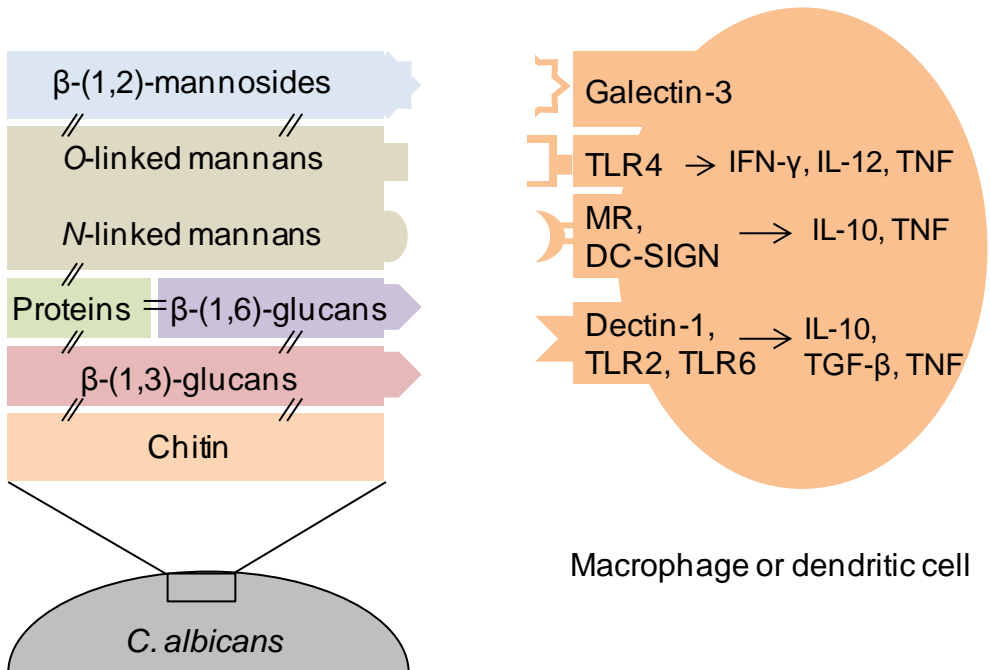 β-(1,2)-mannosides
O-linked mannans
N-linked mannans
Proteins
β-(1,6)-glucans
β-(1,3)-glucans
Chitin
C. albicans
Galectin-3
TLR4 → IFN-γ, IL-12, TNF
MR,
DC-SIGN → IL-10, TNF
Dectin-1,
TLR2, TLR6 → IL-10,
TGF-β, TNF
Macrophage or dendritic cell